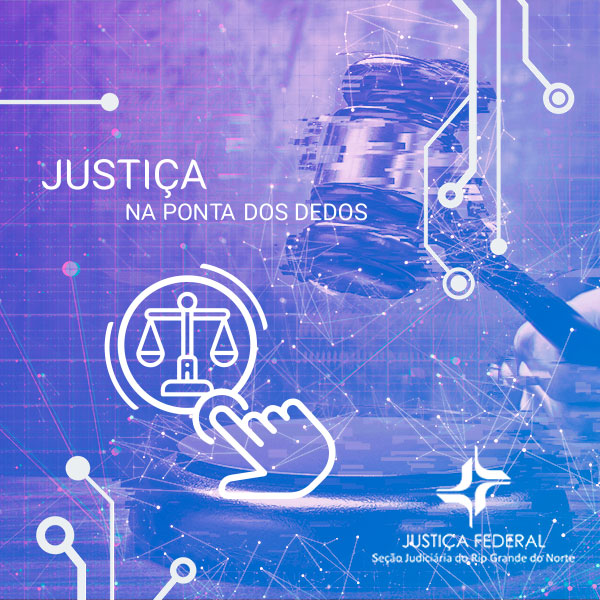 JUSTIÇA
NA PONTA DOS DEDOS
JUSTIÇA FEDERAL
Seção Judiciária do Rio Grande do Norte